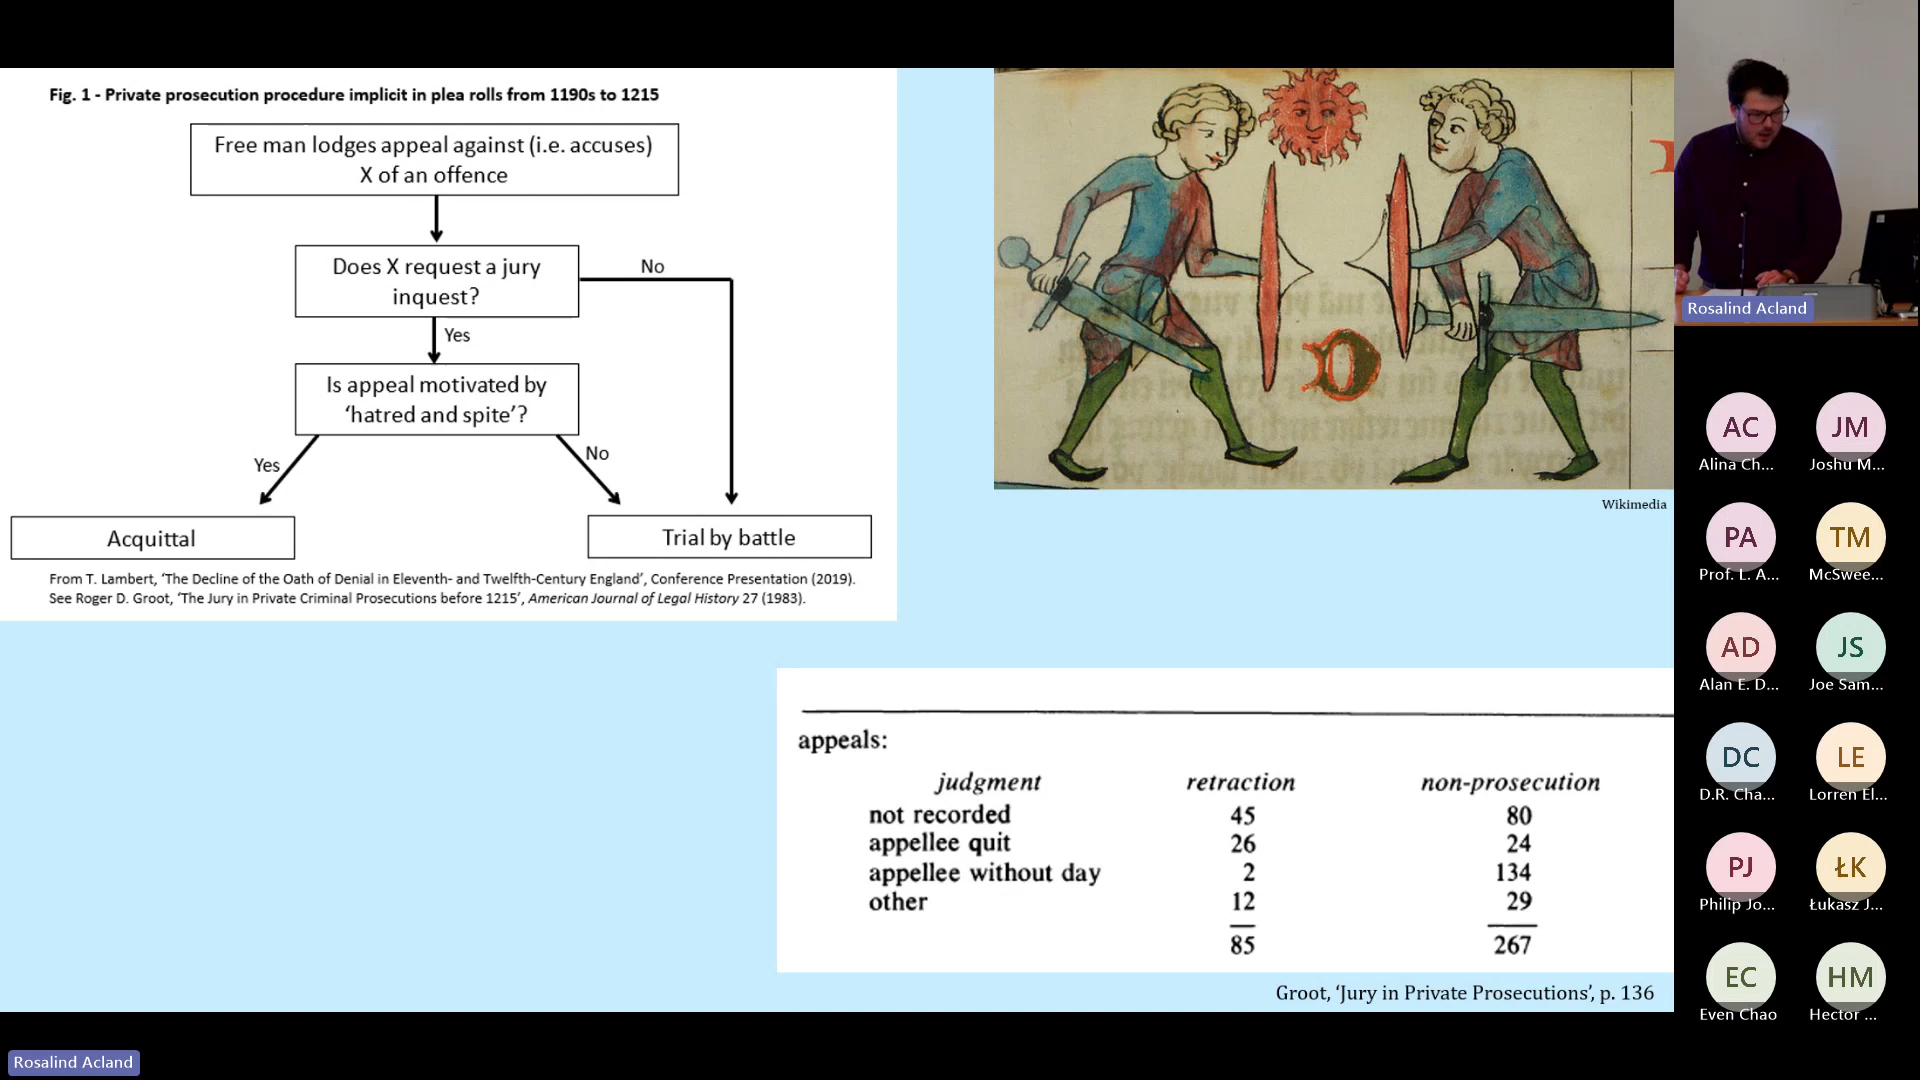 Fig. 1 - Private prosecution procedure implicit in plea rolls from 1190s to 1215
Free man lodges appeal against (i.e. accuses)
X of an offence
Does X request a jury
inquest?
No
Yes
Is appeal motivated by
‘hatred and spite’?
Yes
No
Acquittal
Trial by battle
From T. Lambert, ‘The Decline of the Oath of Denial in Eleventh- and Twelfth-Century England’, Conference Presentation (2019).
See Roger D. Groot, ‘The Jury in Private Criminal Prosecutions before 1215’, American Journal of Legal History 27 (1983).
Wikimedia
appeals:
judgment retraction non-prosecution
not recorded 45 80
appellee quit 26 24
appellee without day 2 134
other 12 29
85 267
Groot, ‘Jury in Private Prosecutions’, p. 136
Rosalind Acland
AC JM
Alina Ch... Joshu M...
PA TM
Prof. L. A... McSwee...
AD JS
Alan E. D... Joe Sam...
DC LE
D.R. Cha... Lorren El...
PJ ŁK
Philip Jo... Łukasz J...
EC HM
Even Chao Hector ...
Rosalind Acland